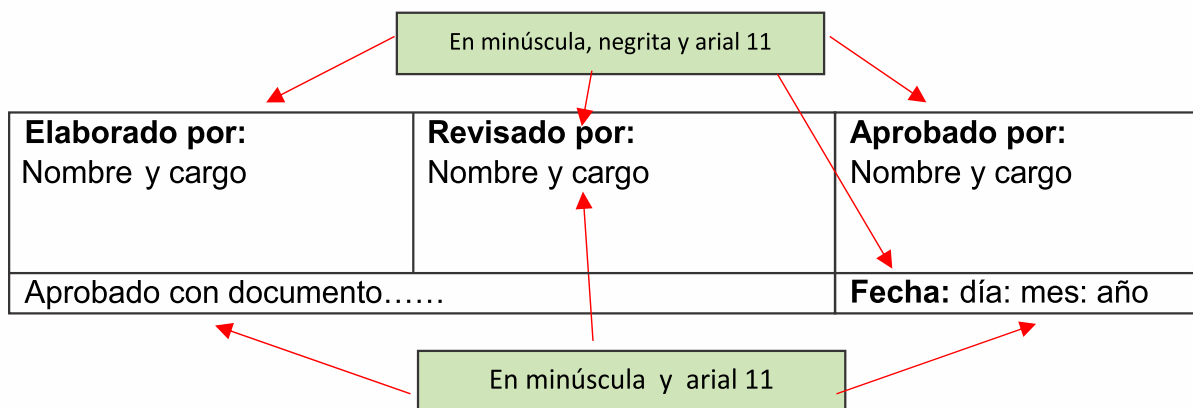 En minúscula, negrita y arial 11
Elaborado por:
Nombre y cargo
Revisado por:
Nombre y cargo
Aprobado por:
Nombre y cargo
Aprobado con documento……
Fecha: día: mes: año
En minúscula y arial 11